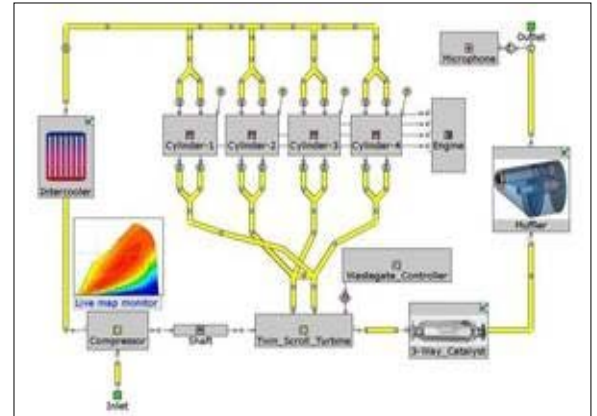 Outlet
Microphone
Cylinder-1
Cylinder-2
Cylinder-3
Cylinder-4
Engine
Intercooler
Muffler
Wastegate_Controller
Live map monitor
Compressor
Shaft
Twin_Scroll_Turbine
3-Way_Catalyst
Inlet